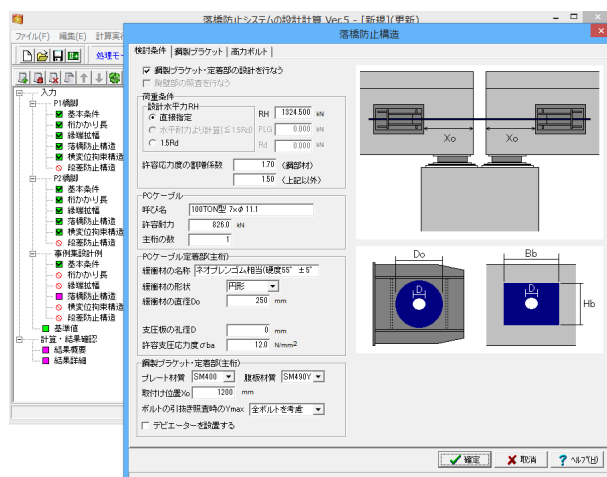 落橋防止システムの設計計算 Ver.5 - [新規](更新)
ファイル(F) 編集(E) 計算実行
処理モー
入力
P1橋脚
基本条件
桁かかり長
縁端拡幅
落橋防止構造
横変位拘束構造
段差防止構造
P2橋脚
基本条件
桁かかり長
縁端拡幅
落橋防止構造
横変位拘束構造
段差防止構造
事例集設計例
基本条件
桁かかり長
縁端拡幅
落橋防止構造
横変位拘束構造
段差防止構造
基準値
計算・結果確認
結果概要
結果詳細
落橋防止構造
検討条件 鋼製ブラケット 高力ボルト
鋼製ブラケット・定着部の設計を行なう
胸壁部の照査を行なう
荷重条件
設計水平力RH
直接指定 RH 1324.500 kN
水平耐力より計算(≦1.5Rd) PLG 0.000 kN
1.5Rd Rd 0.000 kN
許容応力度の割増係数 1.70 (鋼部材)
1.50 (上記以外)
PCケーブル
呼び名 100TON型 7×φ11.1
許容耐力 826.0 kN
主桁の数 1
PCケーブル定着部(主桁)
緩衝材の名称 ネオプレンゴム相当(硬度55°±5°
緩衝材の形状 円形
緩衝材の直径Do 250 mm
支圧板の孔径D 0 mm
許容支圧応力度σba 12.0 N/mm2
鋼製ブラケット・定着部(主桁)
プレート材質 SM400 腹板材質 SM490Y
取付け位置Xo 1200 mm
ボルトの引抜き照査時のYmax 全ボルトを考慮
デビエーターを設置する
Xo Xo
Do Bb
D D Hb
確定 取消 ? ヘルプ(H)